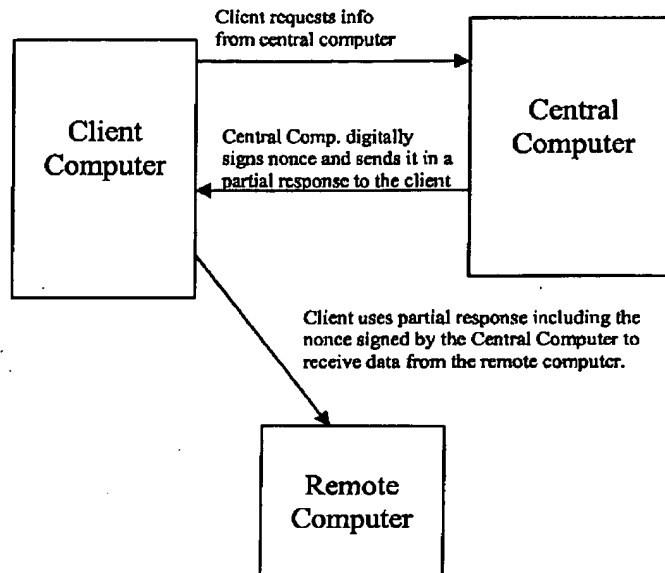 Client requests info
from central computer
Client
Computer
Central
Computer
Central Comp. digitally
signs nonce and sends it in a
partial response to the client
Client uses partial response including the
nonce signed by the Central Computer to
receive data from the remote computer.
Remote
Computer